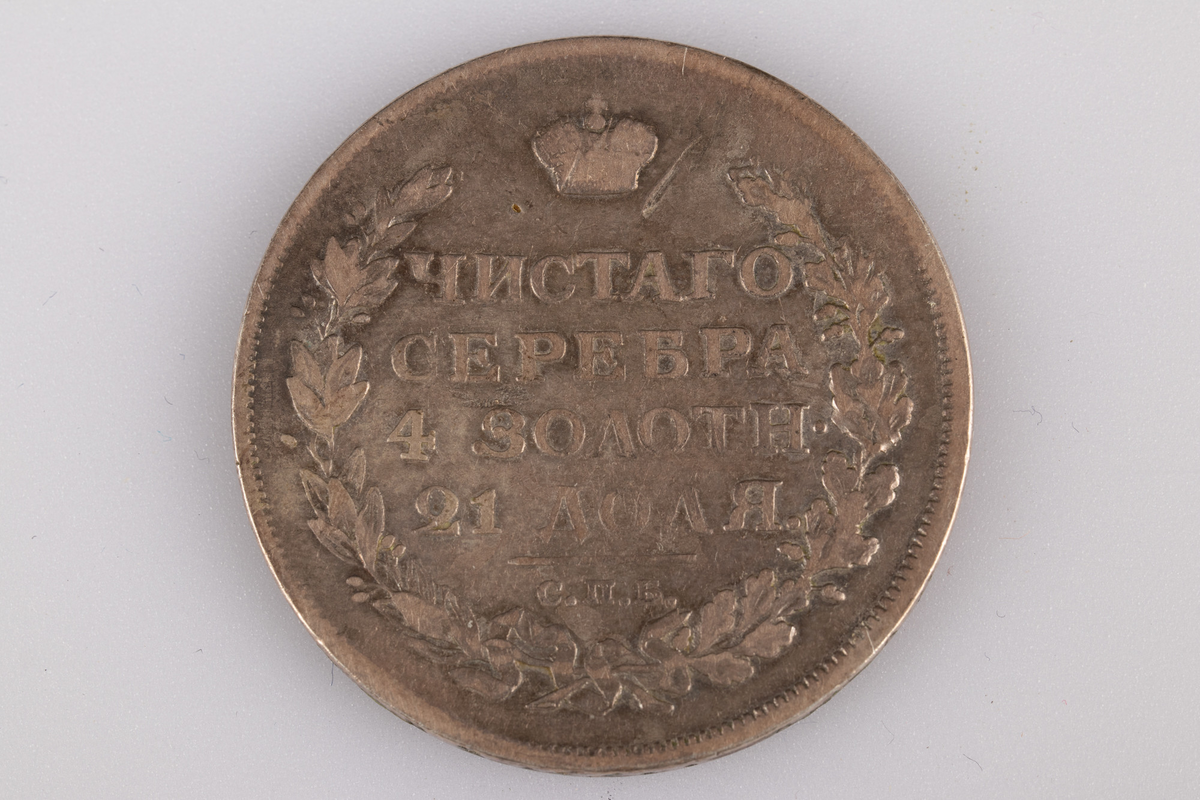 ЧИСТАГО
СЕРЕБРА
4 ЗОЛОТН·
21 ДОЛЯ.
С.П.Б.